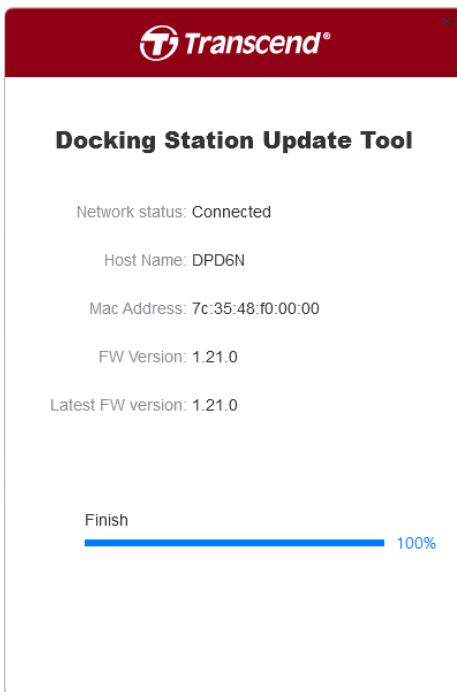 Transcend®
Docking Station Update Tool
Network status: Connected
Host Name: DPD6N
Mac Address: 7c:35:48:f0:00:00
FW Version: 1.21.0
Latest FW version: 1.21.0
Finish
100%